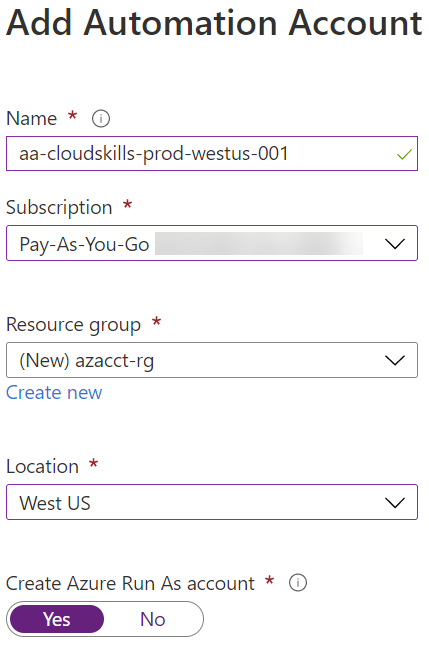 Add Automation Account
Name *
aa-cloudskills-prod-westus-001
Subscription *
Pay-As-You-Go
Resource group *
(New) azacct-rg
Create new
Location *
West US
Create Azure Run As account *
Yes No